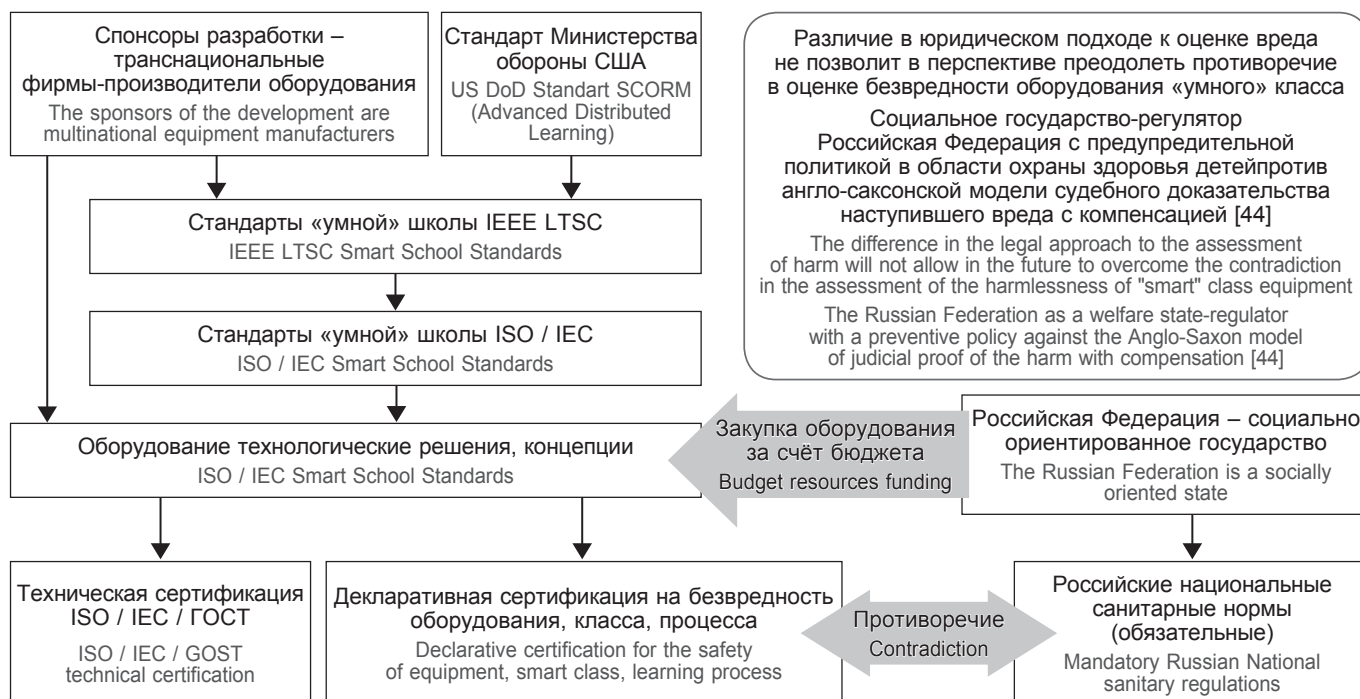 Спонсоры разработки –
транснациональные
фирмы-производители оборудования
The sponsors of the development are
multinational equipment manufacturers
Стандарт Министерства
обороны США
US DoD Standart SCORM
(Advanced Distributed
Learning)
Различие в юридическом подходе к оценке вреда
не позволит в перспективе преодолеть противоречие
в оценке безвредности оборудования «умного» класса
Социальное государство-регулятор
Российская Федерация с предупредительной
политикой в области охраны здоровья детейпротив
англо-саксонской модели судебного доказательства
наступившего вреда с компенсацией [44]
The difference in the legal approach to the assessment
of harm will not allow in the future to overcome the contradiction
in the assessment of the harmlessness of "smart" class equipment
The Russian Federation as a welfare state-regulator
with a preventive policy against the Anglo-Saxon model
of judicial proof of the harm with compensation [44]
Стандарты «умной» школы IEEE LTSC
IEEE LTSC Smart School Standards
Стандарты «умной» школы ISO / IEC
ISO / IEC Smart School Standards
Оборудование технологические решения, концепции
ISO / IEC Smart School Standards
Закупка оборудования
за счёт бюджета
Budget resources funding
Российская Федерация – социально
ориентированное государство
The Russian Federation is a socially
oriented state
Техническая сертификация
ISO / IEC / ГОСТ
ISO / IEC / GOST
technical certification
Декларативная сертификация на безвредность
оборудования, класса, процесса
Declarative certification for the safety
of equipment, smart class, learning process
Противоречие
Contradiction
Российские национальные
санитарные нормы
(обязательные)
Mandatory Russian National
sanitary regulations